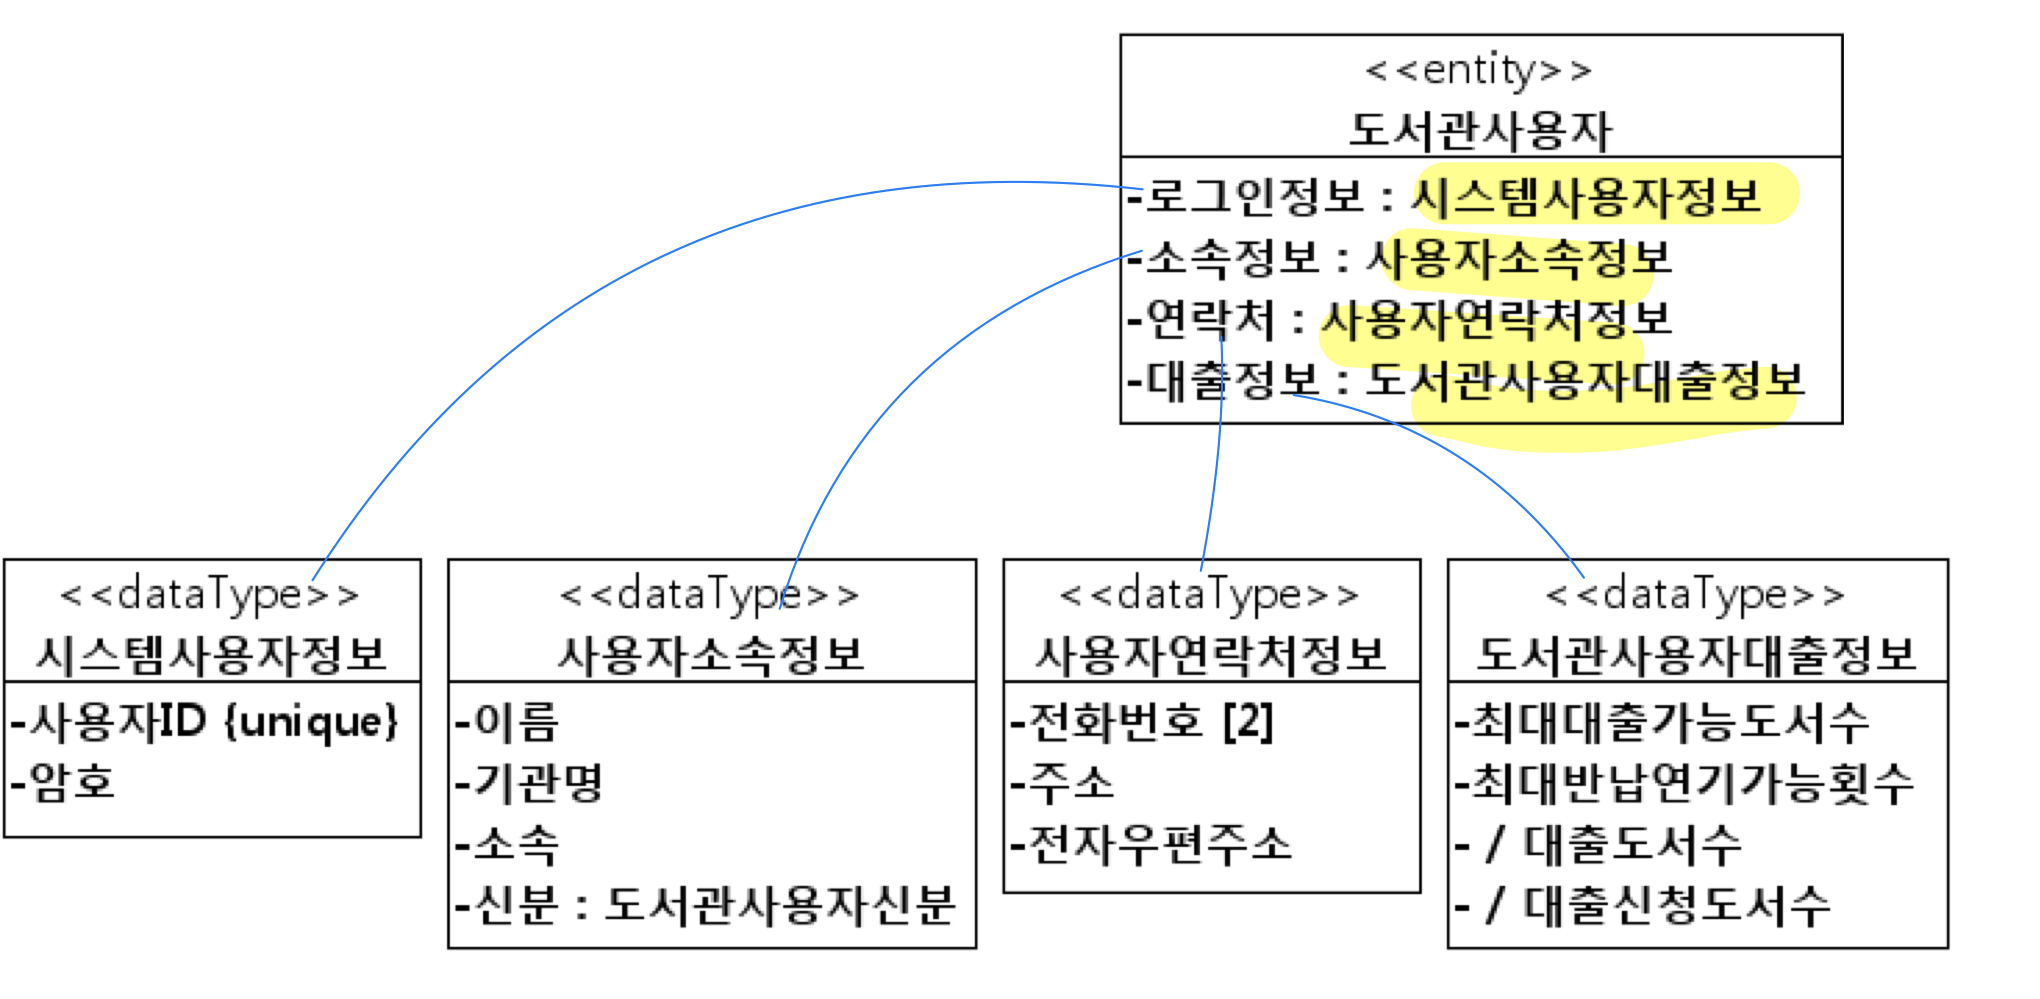 <<entity>>
도서관사용자
-로그인정보 : 시스템사용자정보
-소속정보 : 사용자소속정보
-연락처 : 사용자연락처정보
-대출정보 : 도서관사용자대출정보
<<dataType>>
시스템사용자정보
-사용자ID {unique}
-암호
<<dataType>>
사용자소속정보
-이름
-기관명
-소속
-신분 : 도서관사용자신분
<<dataType>>
사용자연락처정보
-전화번호 [2]
-주소
-전자우편주소
<<dataType>>
도서관사용자대출정보
-최대대출가능도서수
-최대반납연기가능횟수
- / 대출도서수
- / 대출신청도서수